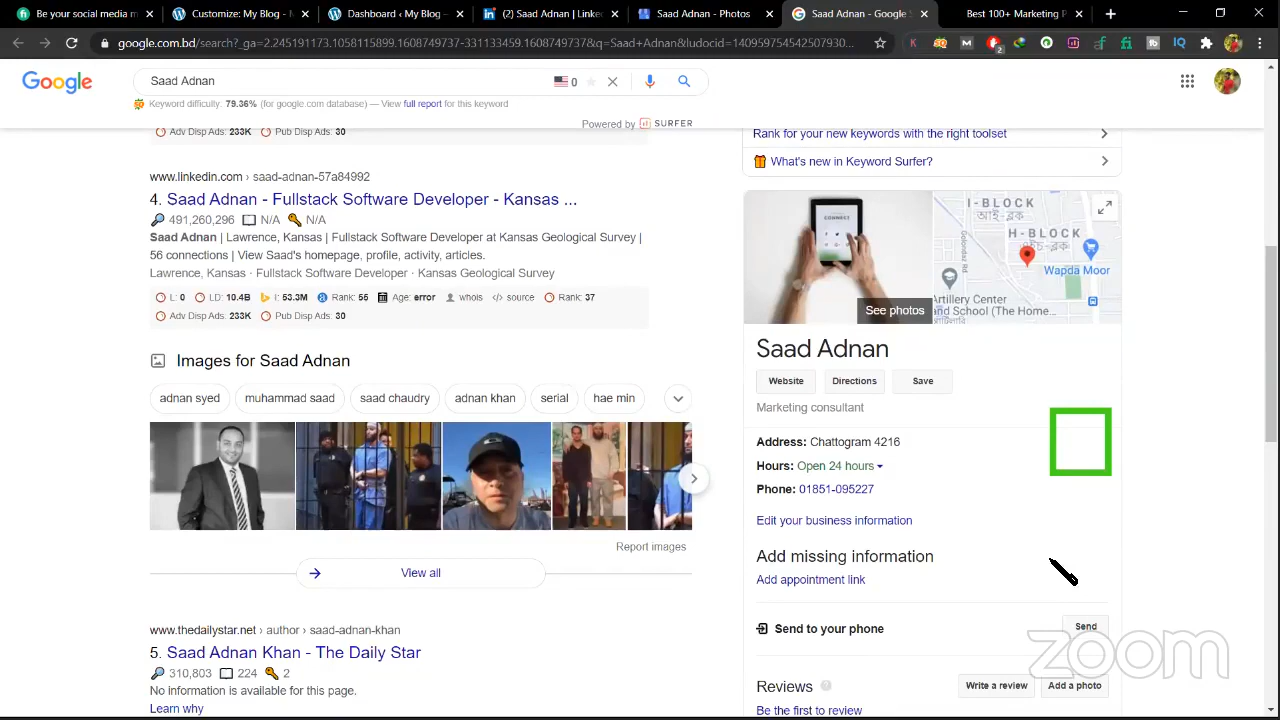 Be your social media m
Customize: My Blog - N
Dashboard ‹ My Blog —
(2) Saad Adnan | Linke
Saad Adnan - Photos
Saad Adnan - Google S
Best 100+ Marketing P
google.com.bd/search?_ga=2.245191173.1058115899.1608749737-331133459.1608749737&q=Saad+Adnan&ludocid=140959754542507930...
Google
Saad Adnan
0
Keyword difficulty: 79.36% (for google.com database) — View full report for this keyword
Powered by SURFER
Adv Disp Ads: 233K Pub Disp Ads: 30
www.linkedin.com › saad-adnan-57a84992
4. Saad Adnan - Fullstack Software Developer - Kansas ...
491,260,296 N/A N/A
Saad Adnan | Lawrence, Kansas | Fullstack Software Developer at Kansas Geological Survey |
56 connections | View Saad's homepage, profile, activity, articles.
Lawrence, Kansas · Fullstack Software Developer · Kansas Geological Survey
L: 0 LD: 10.4B I: 53.3M Rank: 56 Age: error whois source Rank: 37
Adv Disp Ads: 233K Pub Disp Ads: 30
Images for Saad Adnan
adnan syed muhammad saad saad chaudry adnan khan serial hae min
Report images
View all
www.thedailystar.net › author › saad-adnan-khan
5. Saad Adnan Khan - The Daily Star
310,803 224 2
No information is available for this page.
Learn why
Rank for your new keywords with the right toolset
What's new in Keyword Surfer?
CONNECT
I-BLOCK
আই-ব্লক
H-BLOCK
Wapda Moor
Artillery Center
and School (The Home...
See photos
Saad Adnan
Website Directions Save
Marketing consultant
Address: Chattogram 4216
Hours: Open 24 hours
Phone: 01851-095227
Edit your business information
Add missing information
Add appointment link
Send to your phone
Send
Reviews
Write a review Add a photo
Be the first to review
zoom